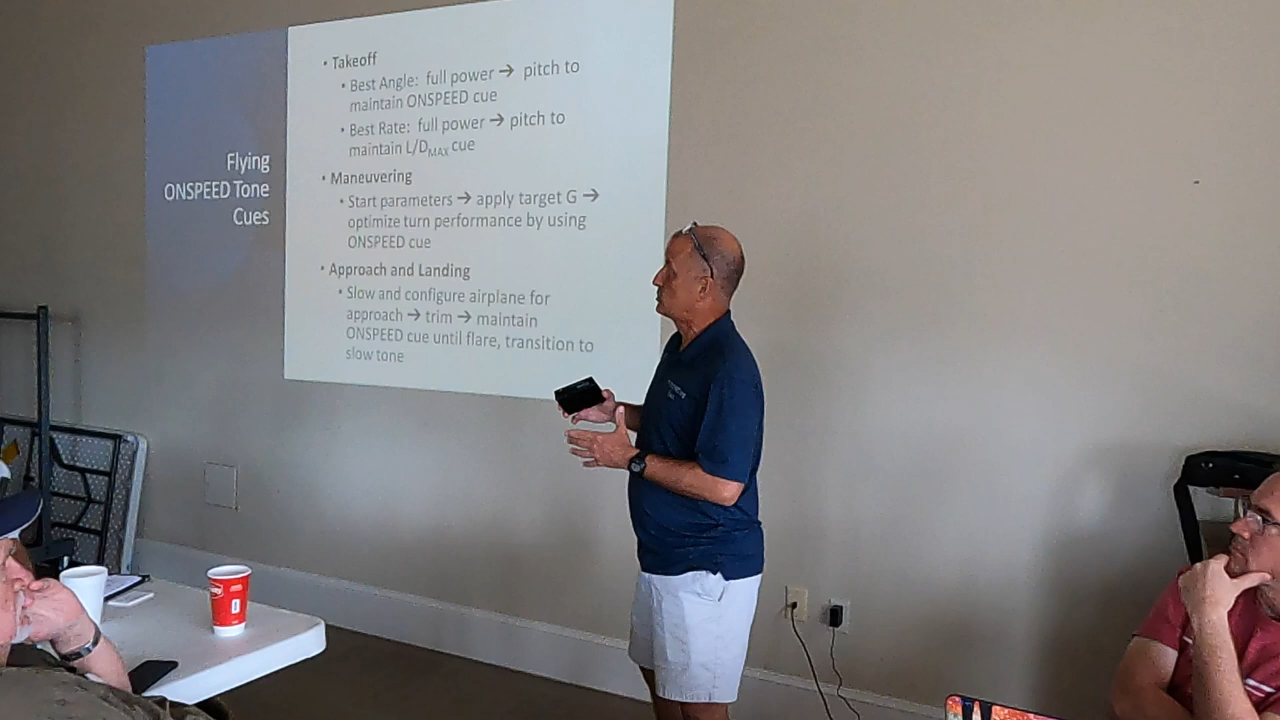 Flying
ONSPEED Tone
Cues
• Takeoff
• Best Angle: full power → pitch to
maintain ONSPEED cue
• Best Rate: full power → pitch to
maintain L/DMAX cue
• Maneuvering
• Start parameters → apply target G →
optimize turn performance by using
ONSPEED cue
• Approach and Landing
• Slow and configure airplane for
approach → trim → maintain
ONSPEED cue until flare, transition to
slow tone